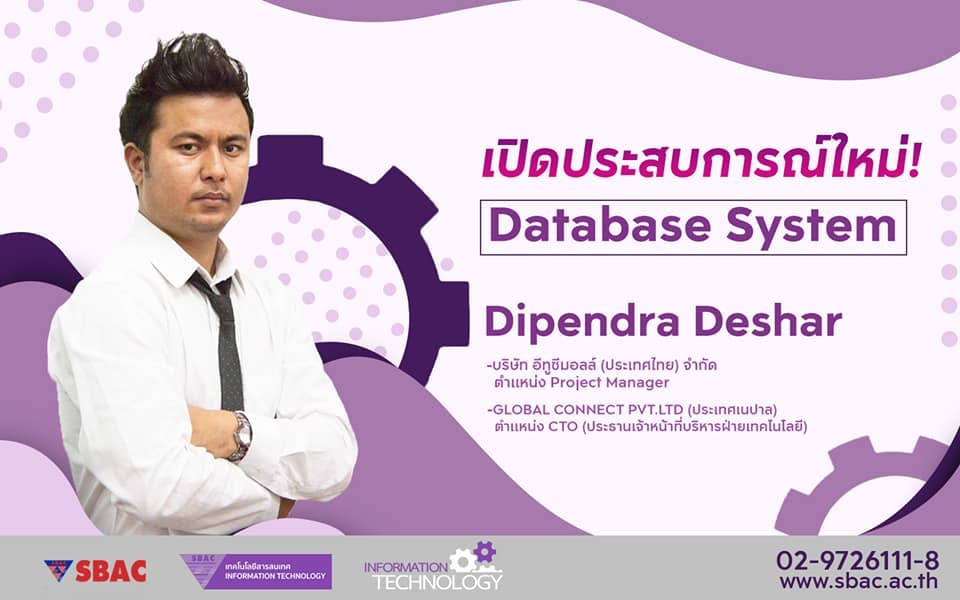 เปิดประสบการณ์ใหม่!
Database System
Dipendra Deshar
-บริษัท อีทูซีมอลล์ (ประเทศไทย) จำกัด
ตำแหน่ง Project Manager
-GLOBAL CONNECT PVT.LTD (ประเทศเนปาล)
ตำแหน่ง CTO (ประธานเจ้าหน้าที่บริหารฝ่ายเทคโนโลยี)
SBAC
SBAC
เทคโนโลยีสารสนเทศ
INFORMATION TECHNOLOGY
INFORMATION
TECHNOLOGY
02-9726111-8
www.sbac.ac.th